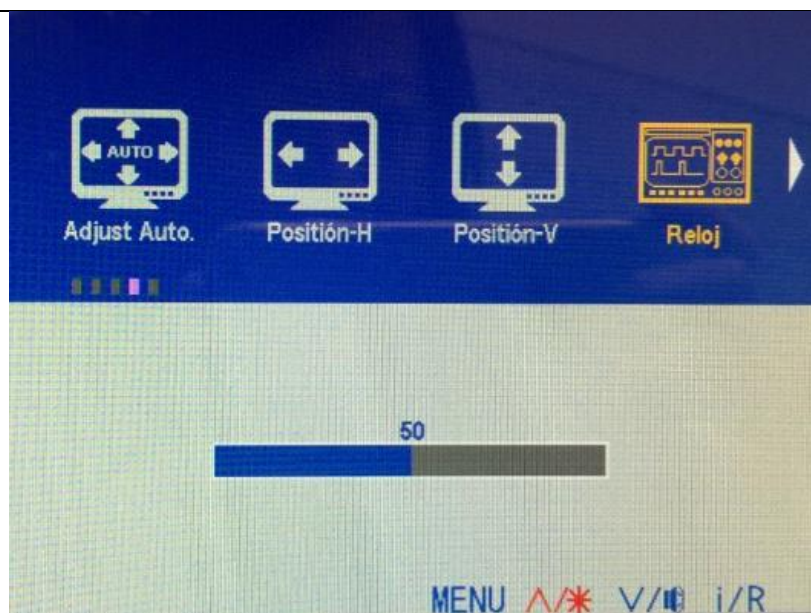 AUTO
Adjust Auto. Positión-H Positión-V Reloj
50
MENU ∧/☀ ∨/🔊 i/R